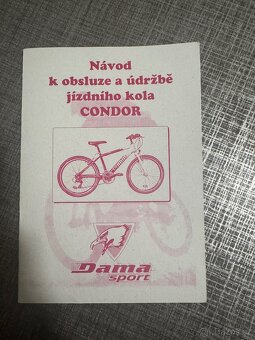 Návod
k obsluze a údržbě
jízdního kola
CONDOR
Dama
sport